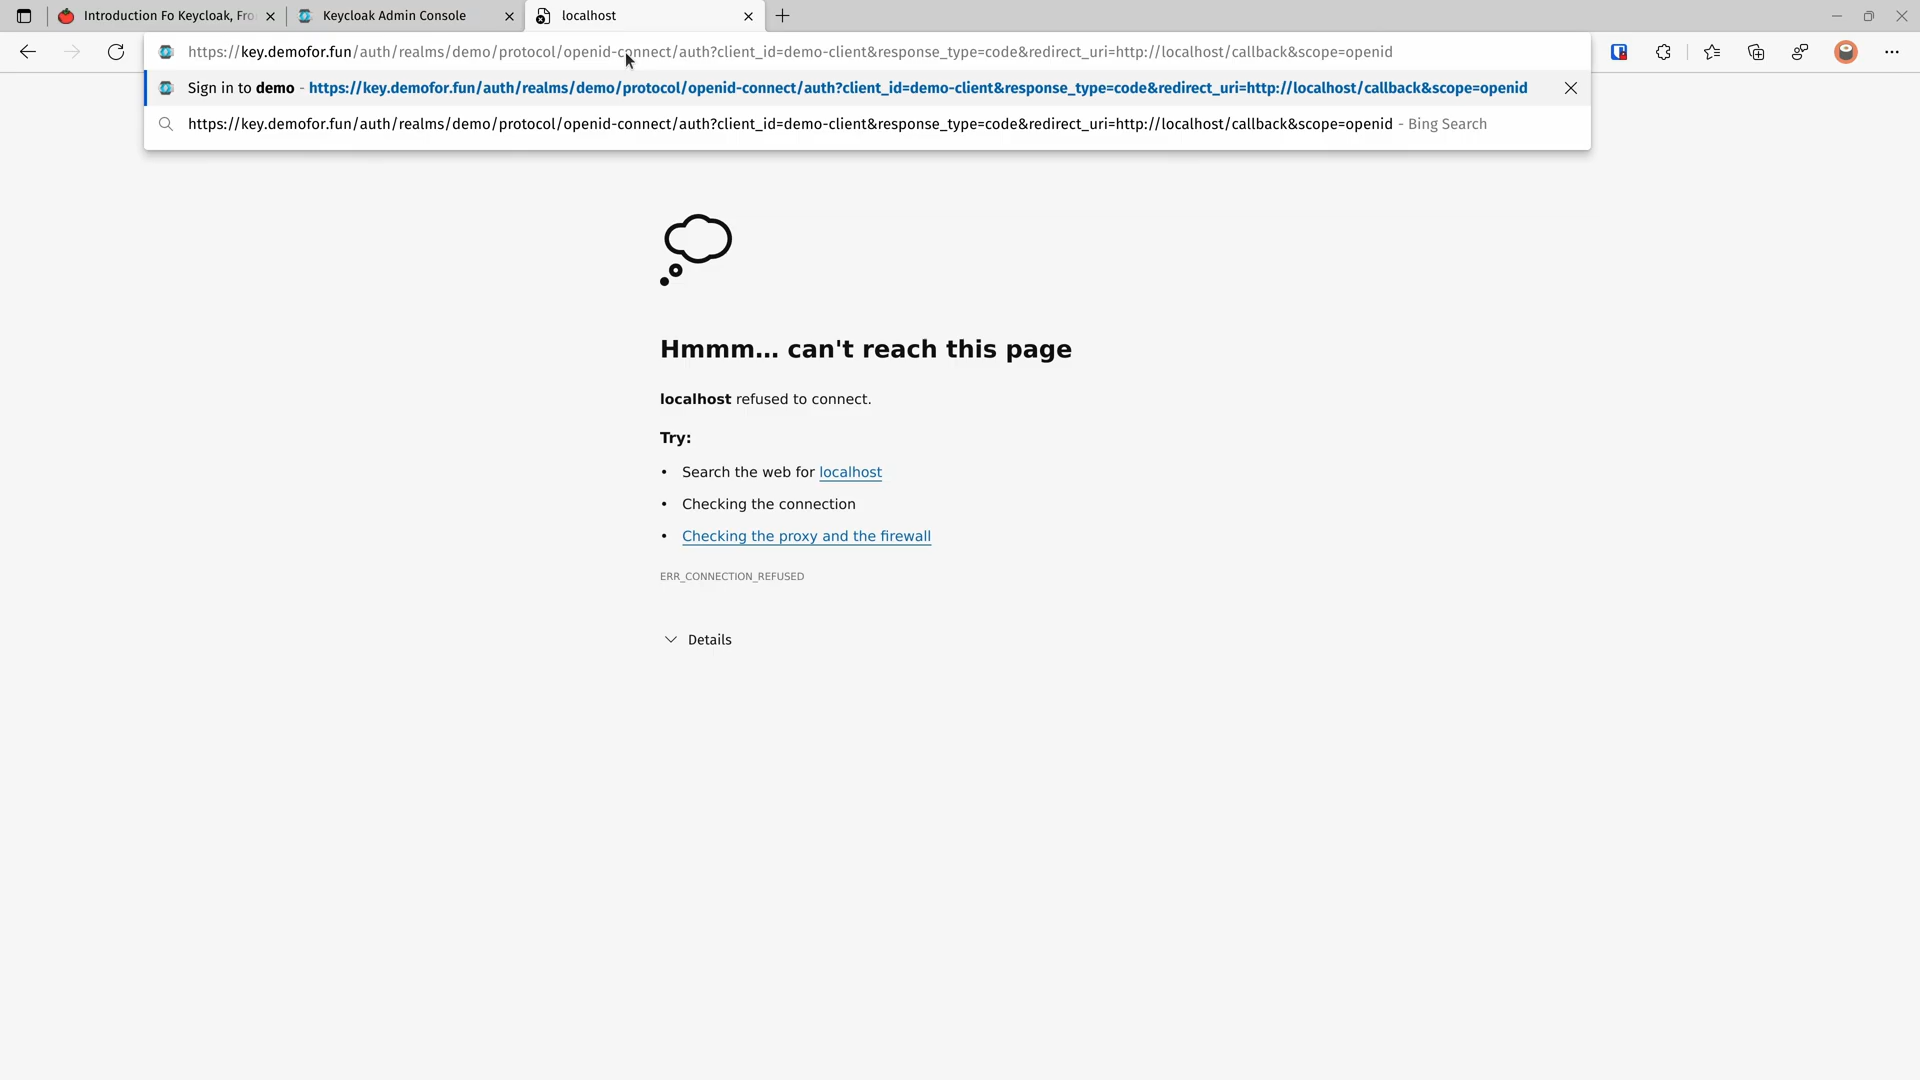 Introduction Fo Keycloak, Fro
Keycloak Admin Console
localhost
https://key.demofor.fun/auth/realms/demo/protocol/openid-connect/auth?client_id=demo-client&response_type=code&redirect_uri=http://localhost/callback&scope=openid
Sign in to demo - https://key.demofor.fun/auth/realms/demo/protocol/openid-connect/auth?client_id=demo-client&response_type=code&redirect_uri=http://localhost/callback&scope=openid
https://key.demofor.fun/auth/realms/demo/protocol/openid-connect/auth?client_id=demo-client&response_type=code&redirect_uri=http://localhost/callback&scope=openid - Bing Search
Hmmm... can't reach this page
localhost refused to connect.
Try:
• Search the web for localhost
• Checking the connection
• Checking the proxy and the firewall
ERR_CONNECTION_REFUSED
Details